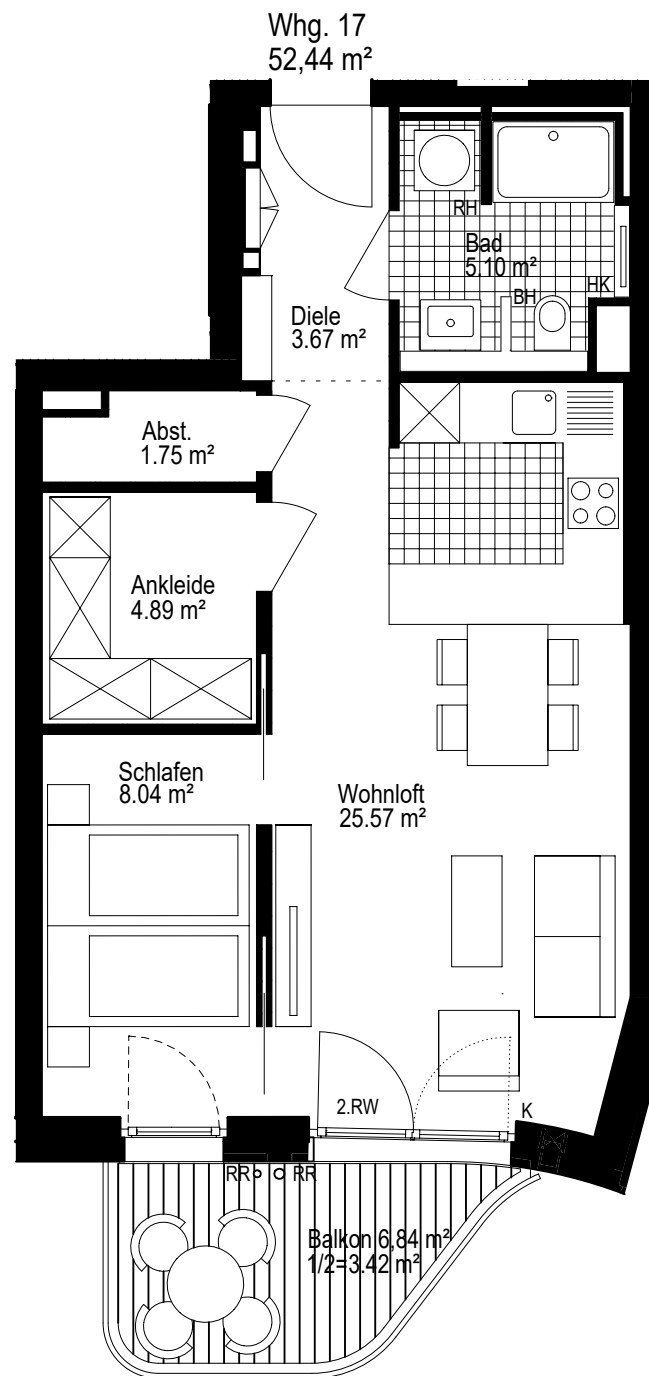 Whg. 17
52,44 m²
RH
Bad
5.10 m²
HK
BH
Diele
3.67 m²
Abst.
1.75 m²
Ankleide
4.89 m²
Schlafen
8.04 m²
Wohnloft
25.57 m²
2.RW
K
RR
RR
Balkon 6,84 m²
1/2=3.42 m²